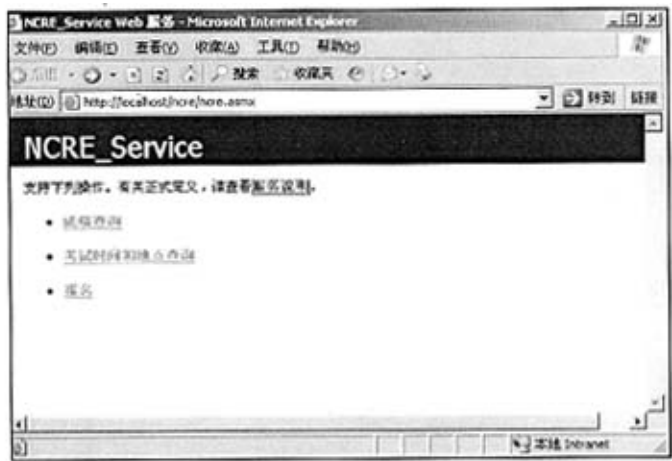 NCRE_Service Web 服务 - Microsoft Internet Explorer
文件(F) 编辑(E) 查看(V) 收藏(A) 工具(T) 帮助(H)
搜索 收藏夹
地址(D) http://localhost/ncre/ncre.asmx 转到 链接
NCRE_Service
支持下列操作。有关正式定义，请查看服务说明。
• 成绩查询
• 考试时间和地点查询
• 报名
本地 Intranet